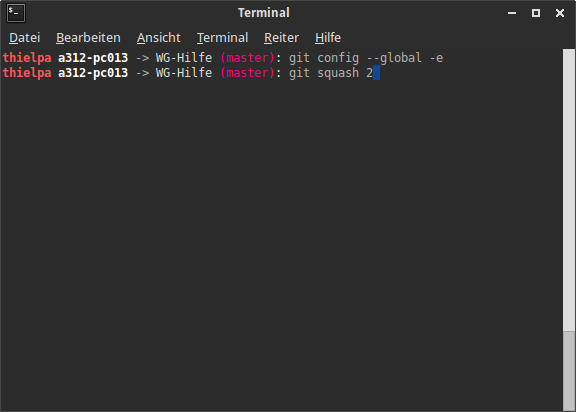 Terminal
Datei Bearbeiten Ansicht Terminal Reiter Hilfe
thielpa a312-pc013 -> WG-Hilfe (master): git config --global -e
thielpa a312-pc013 -> WG-Hilfe (master): git squash 2